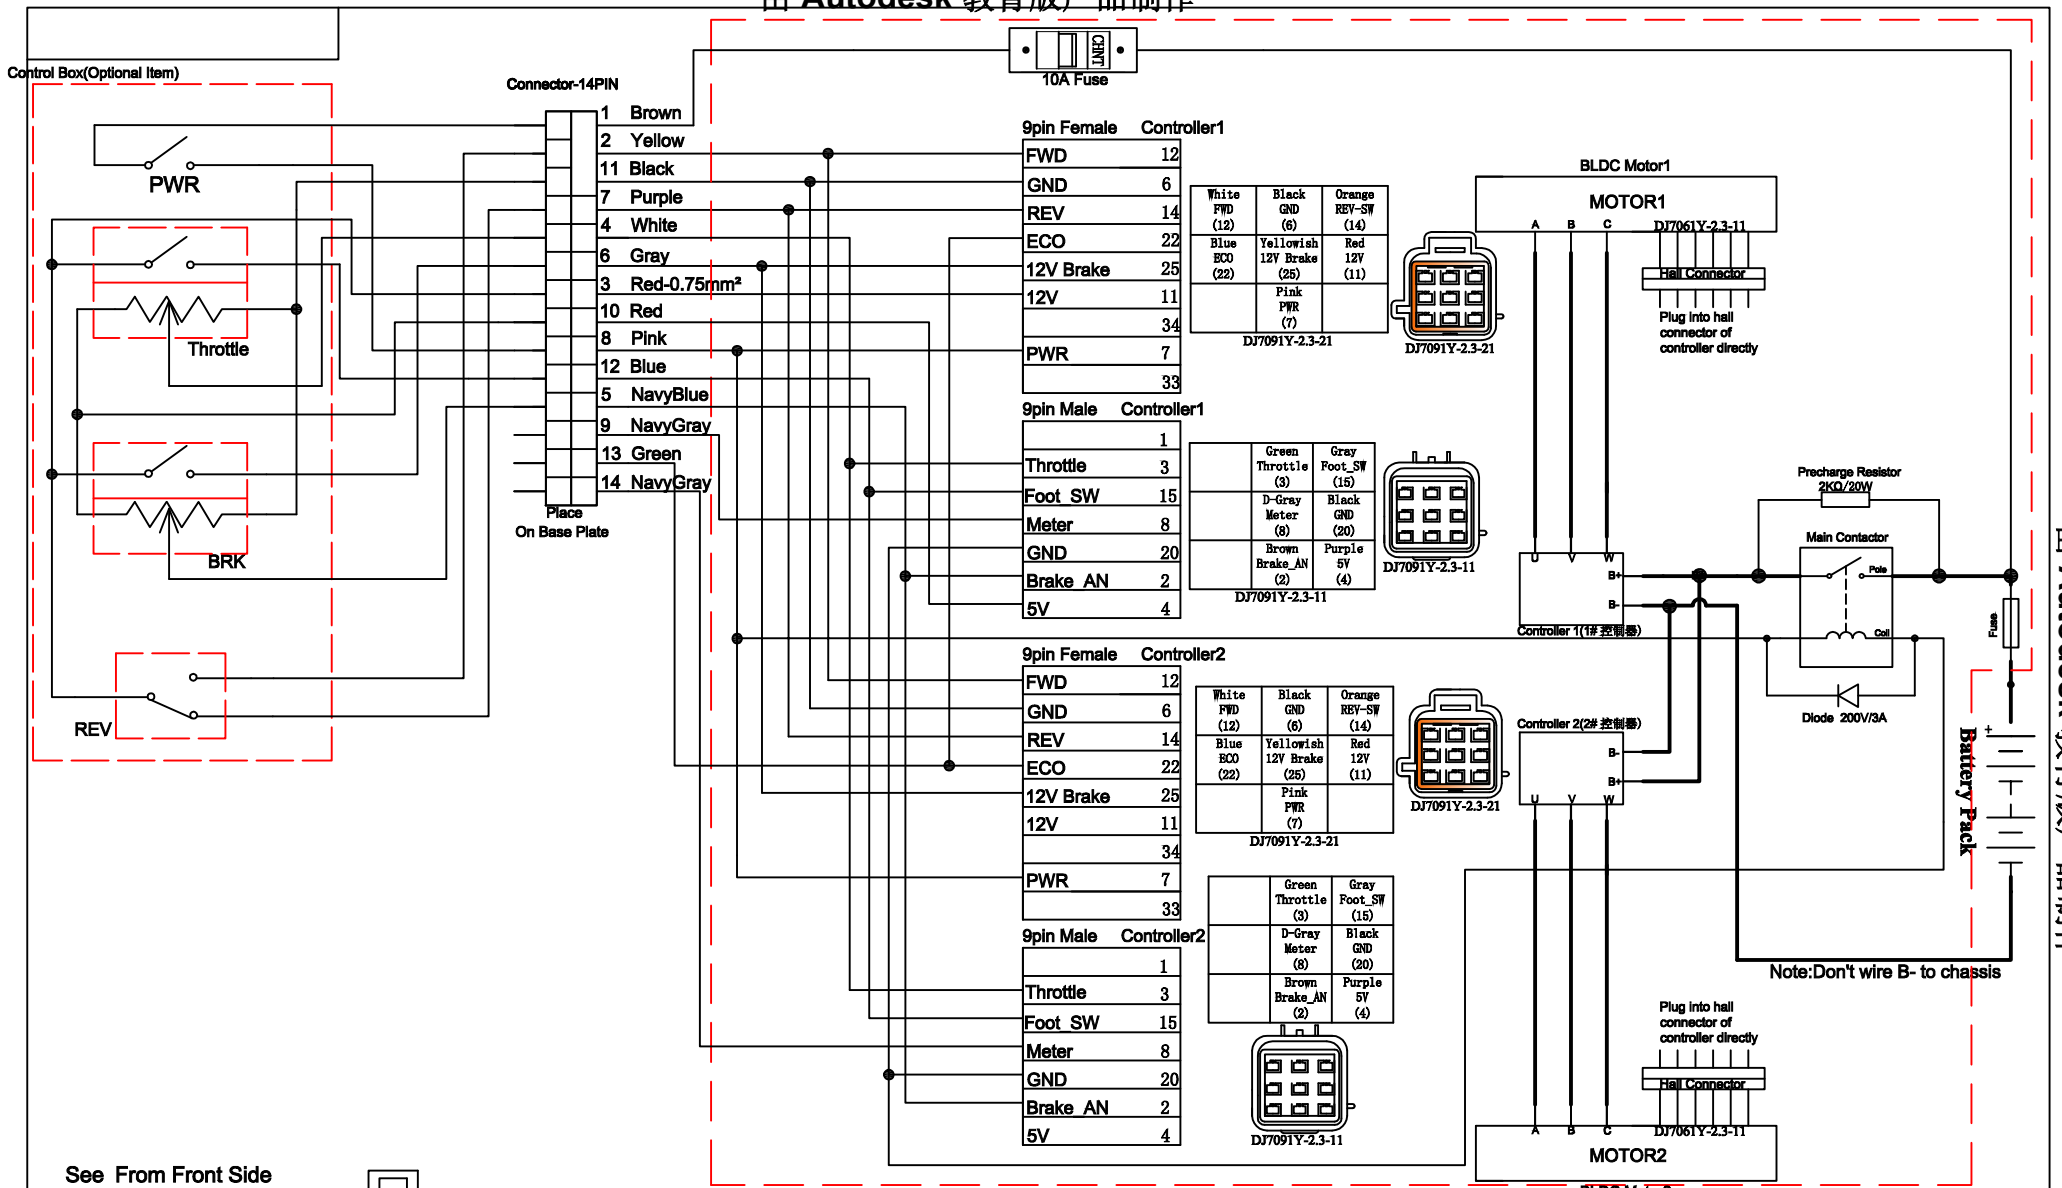 由 Autodesk 教育版产品制作
Control Box(Optional Item)
PWR
Throttle
BRK
REV
See From Front Side
Connector-14PIN
1 Brown
2 Yellow
11 Black
7 Purple
4 White
6 Gray
3 Red-0.75mm²
10 Red
8 Pink
12 Blue
5 NavyBlue
9 NavyGray
13 Green
14 NavyGray
Place
On Base Plate
CHNT
10A Fuse
9pin Female Controller1
FWD 12
GND 6
REV 14
ECO 22
12V Brake 25
12V 11
34
PWR 7
33
White FWD (12)
Black GND (6)
Orange REV-SW (14)
Blue ECO (22)
Yellowish 12V Brake (25)
Red 12V (11)
Pink PWR (7)
DJ7091Y-2.3-21
DJ7091Y-2.3-21
9pin Male Controller1
1
Throttle 3
Foot_SW 15
Meter 8
GND 20
Brake_AN 2
5V 4
Green Throttle (3)
Gray Foot_SW (15)
D-Gray Meter (8)
Black GND (20)
Brown Brake_AN (2)
Purple 5V (4)
DJ7091Y-2.3-11
DJ7091Y-2.3-11
9pin Female Controller2
FWD 12
GND 6
REV 14
ECO 22
12V Brake 25
12V 11
34
PWR 7
33
White FWD (12)
Black GND (6)
Orange REV-SW (14)
Blue ECO (22)
Yellowish 12V Brake (25)
Red 12V (11)
Pink PWR (7)
DJ7091Y-2.3-21
DJ7091Y-2.3-21
9pin Male Controller2
1
Throttle 3
Foot_SW 15
Meter 8
GND 20
Brake_AN 2
5V 4
Green Throttle (3)
Gray Foot_SW (15)
D-Gray Meter (8)
Black GND (20)
Brown Brake_AN (2)
Purple 5V (4)
DJ7091Y-2.3-11
BLDC Motor1
MOTOR1
A B C
DJ7061Y-2.3-11
Hall Connector
Plug into hall
connector of
controller directly
U V W
B+
B-
Controller 1(1# 控制器)
Precharge Resistor
2KΩ/20W
Main Contactor
Pole
Coil
Diode 200V/3A
Fuse
+
Battery Pack
Controller 2(2# 控制器)
B-
B+
U V W
Note:Don't wire B- to chassis
Plug into hall
connector of
controller directly
Hall Connector
A B C
DJ7061Y-2.3-11
MOTOR2